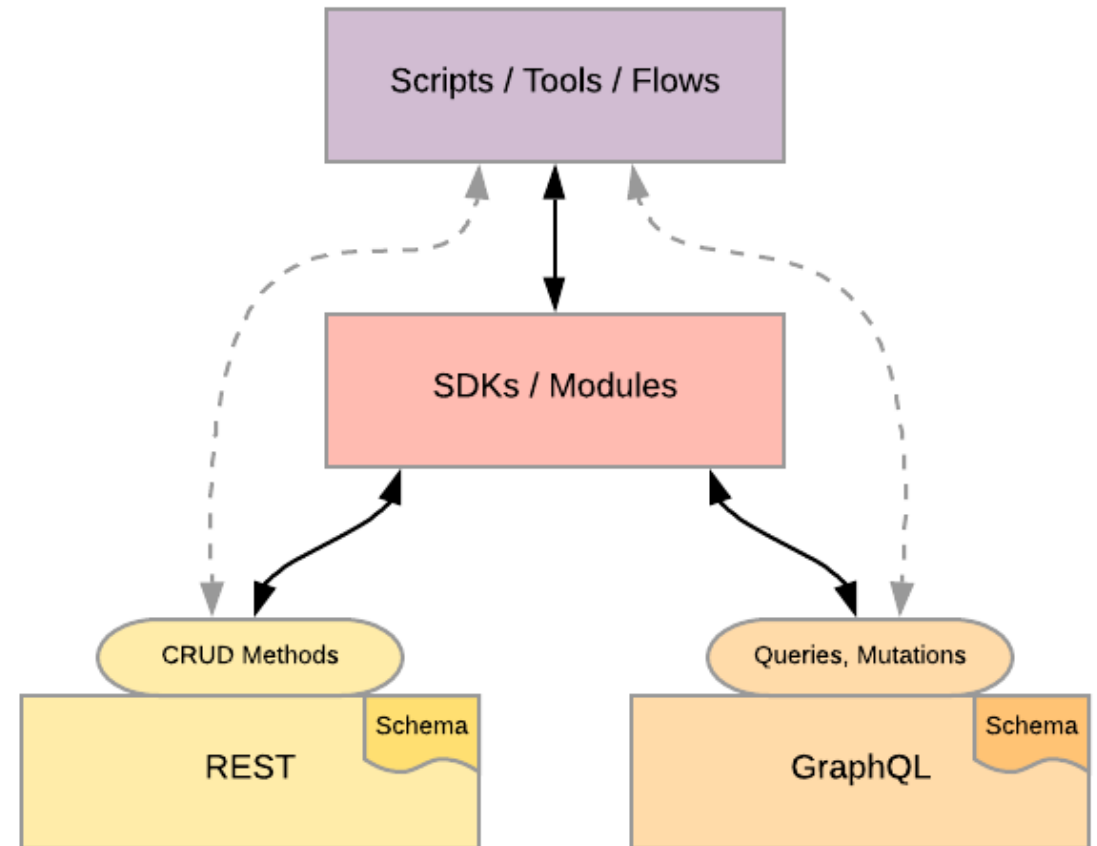 Scripts / Tools / Flows
SDKs / Modules
CRUD Methods
Queries, Mutations
Schema
Schema
REST
GraphQL